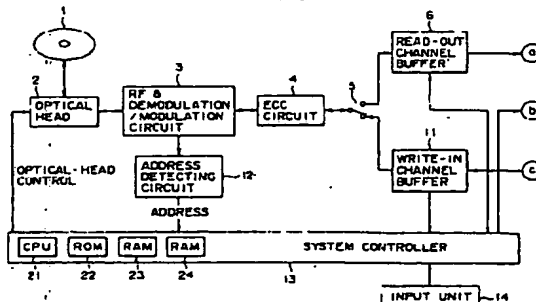 1
2
OPTICAL
HEAD
3
RF &
DEMODULATION
/MODULATION
CIRCUIT
4
ECC
CIRCUIT
5
6
READ-OUT
CHANNEL
BUFFER
a
b
11
WRITE-IN
CHANNEL
BUFFER
c
OPTICAL-HEAD
CONTROL
ADDRESS
DETECTING
CIRCUIT
12
ADDRESS
CPU
ROM
RAM
RAM
SYSTEM CONTROLLER
21
22
23
24
13
INPUT UNIT
14